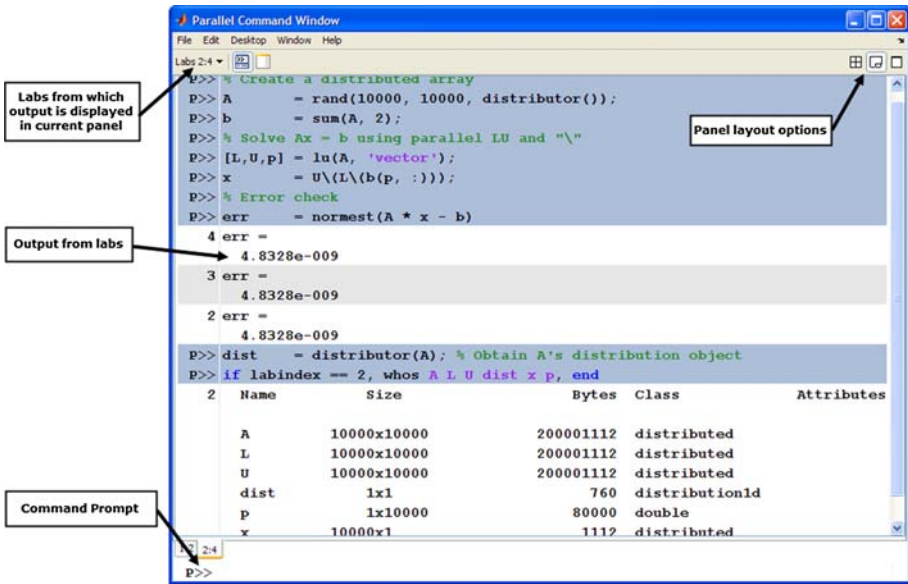 Parallel Command Window
File Edit Desktop Window Help
Labs 2:4
P>> % Create a distributed array
P>> A = rand(10000, 10000, distributor());
P>> b = sum(A, 2);
P>> % Solve Ax = b using parallel LU and "\"
P>> [L,U,p] = lu(A, 'vector');
P>> x = U\(L\(b(p, :)));
P>> % Error check
P>> err = normest(A * x - b)
4 err =
4.8328e-009
3 err =
4.8328e-009
2 err =
4.8328e-009
P>> dist = distributor(A); % Obtain A's distribution object
P>> if labindex == 2, whos A L U dist x p, end
2 Name Size Bytes Class Attributes
A 10000x10000 200001112 distributed
L 10000x10000 200001112 distributed
U 10000x10000 200001112 distributed
dist 1x1 760 distribution1d
p 1x10000 80000 double
x 10000x1 1112 distributed
2:4
P>>
Labs from which
output is displayed
in current panel
Panel layout options
Output from labs
Command Prompt